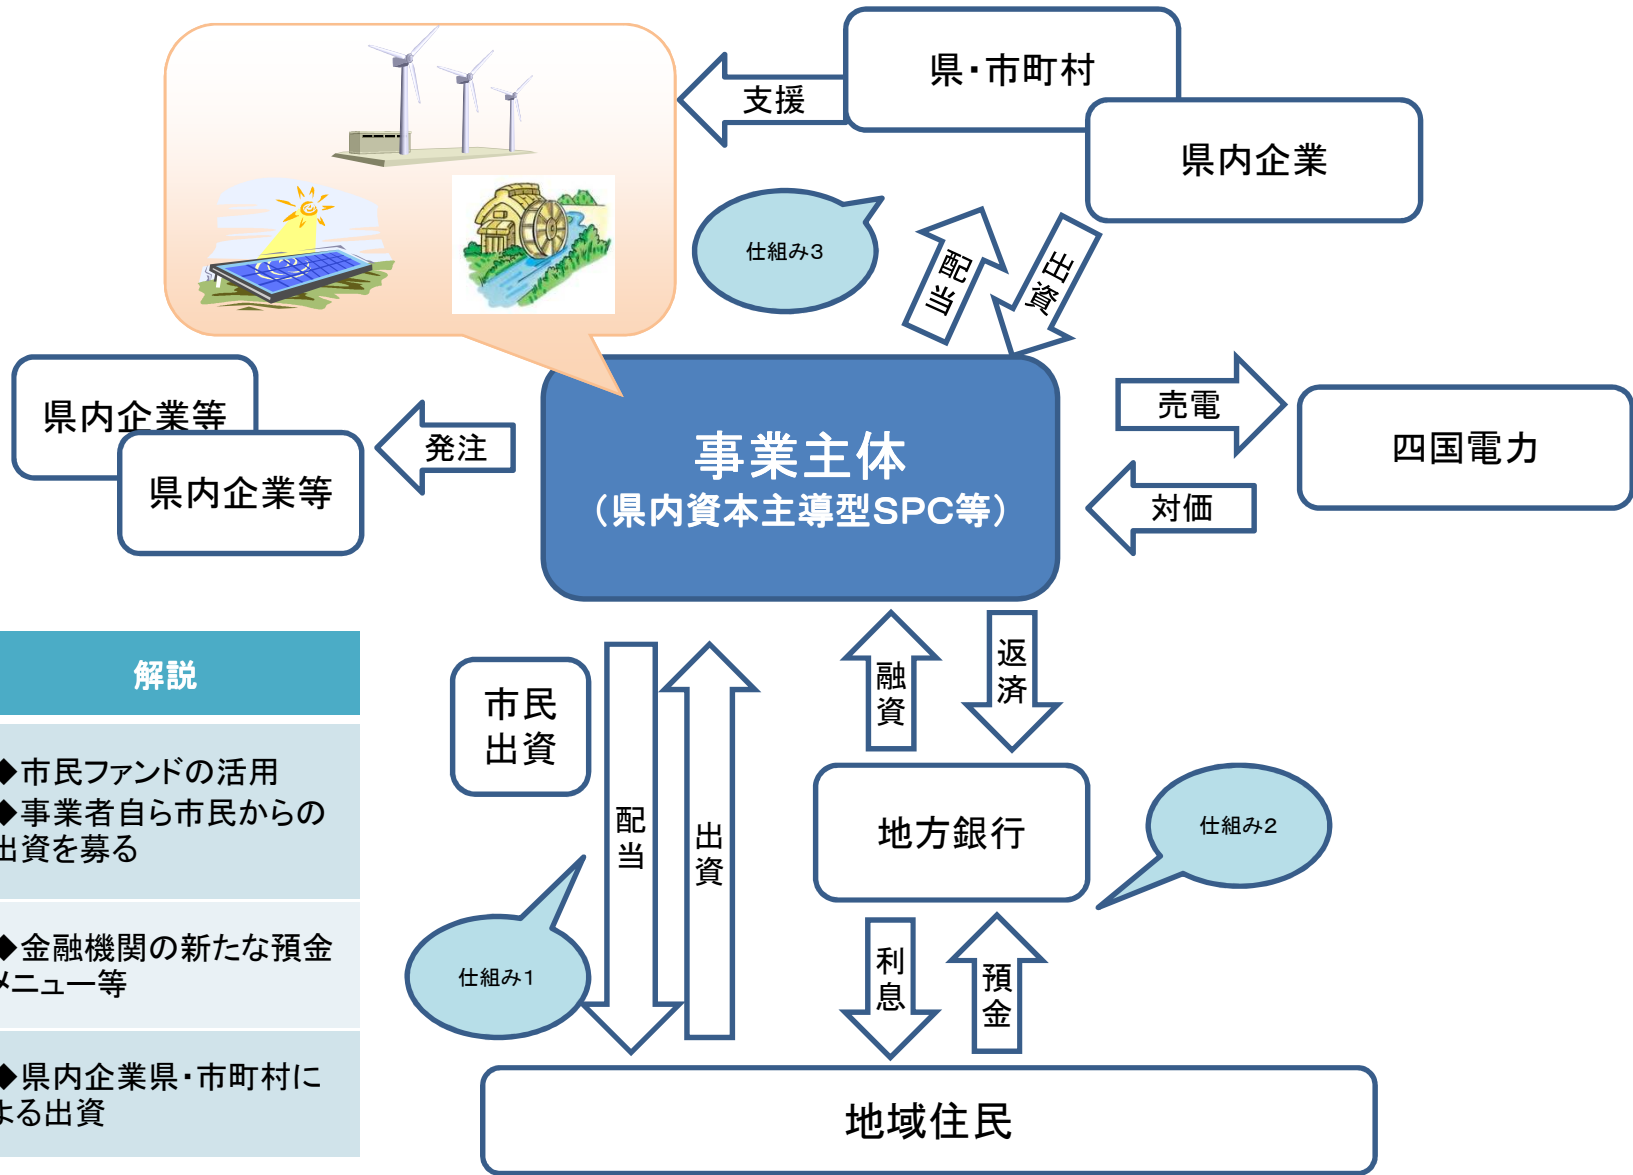 県・市町村
支援
県内企業
仕組み3
配当
出資
県内企業等
県内企業等
発注
事業主体
（県内資本主導型SPC等）
売電
対価
四国電力
解説
◆市民ファンドの活用
◆事業者自ら市民からの
出資を募る
◆金融機関の新たな預金
メニュー等
◆県内企業県・市町村に
よる出資
市民
出資
配当
出資
仕組み1
融資
返済
地方銀行
仕組み2
利息
預金
地域住民